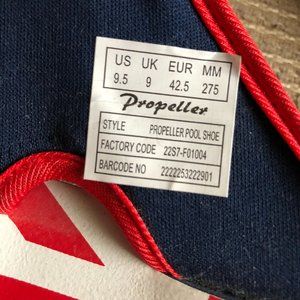 US UK EUR MM
9.5 9 42.5 275
Propeller
STYLE PROPELLER POOL SHOE
FACTORY CODE 22S7-F01004
BARCODE NO 2222253222901